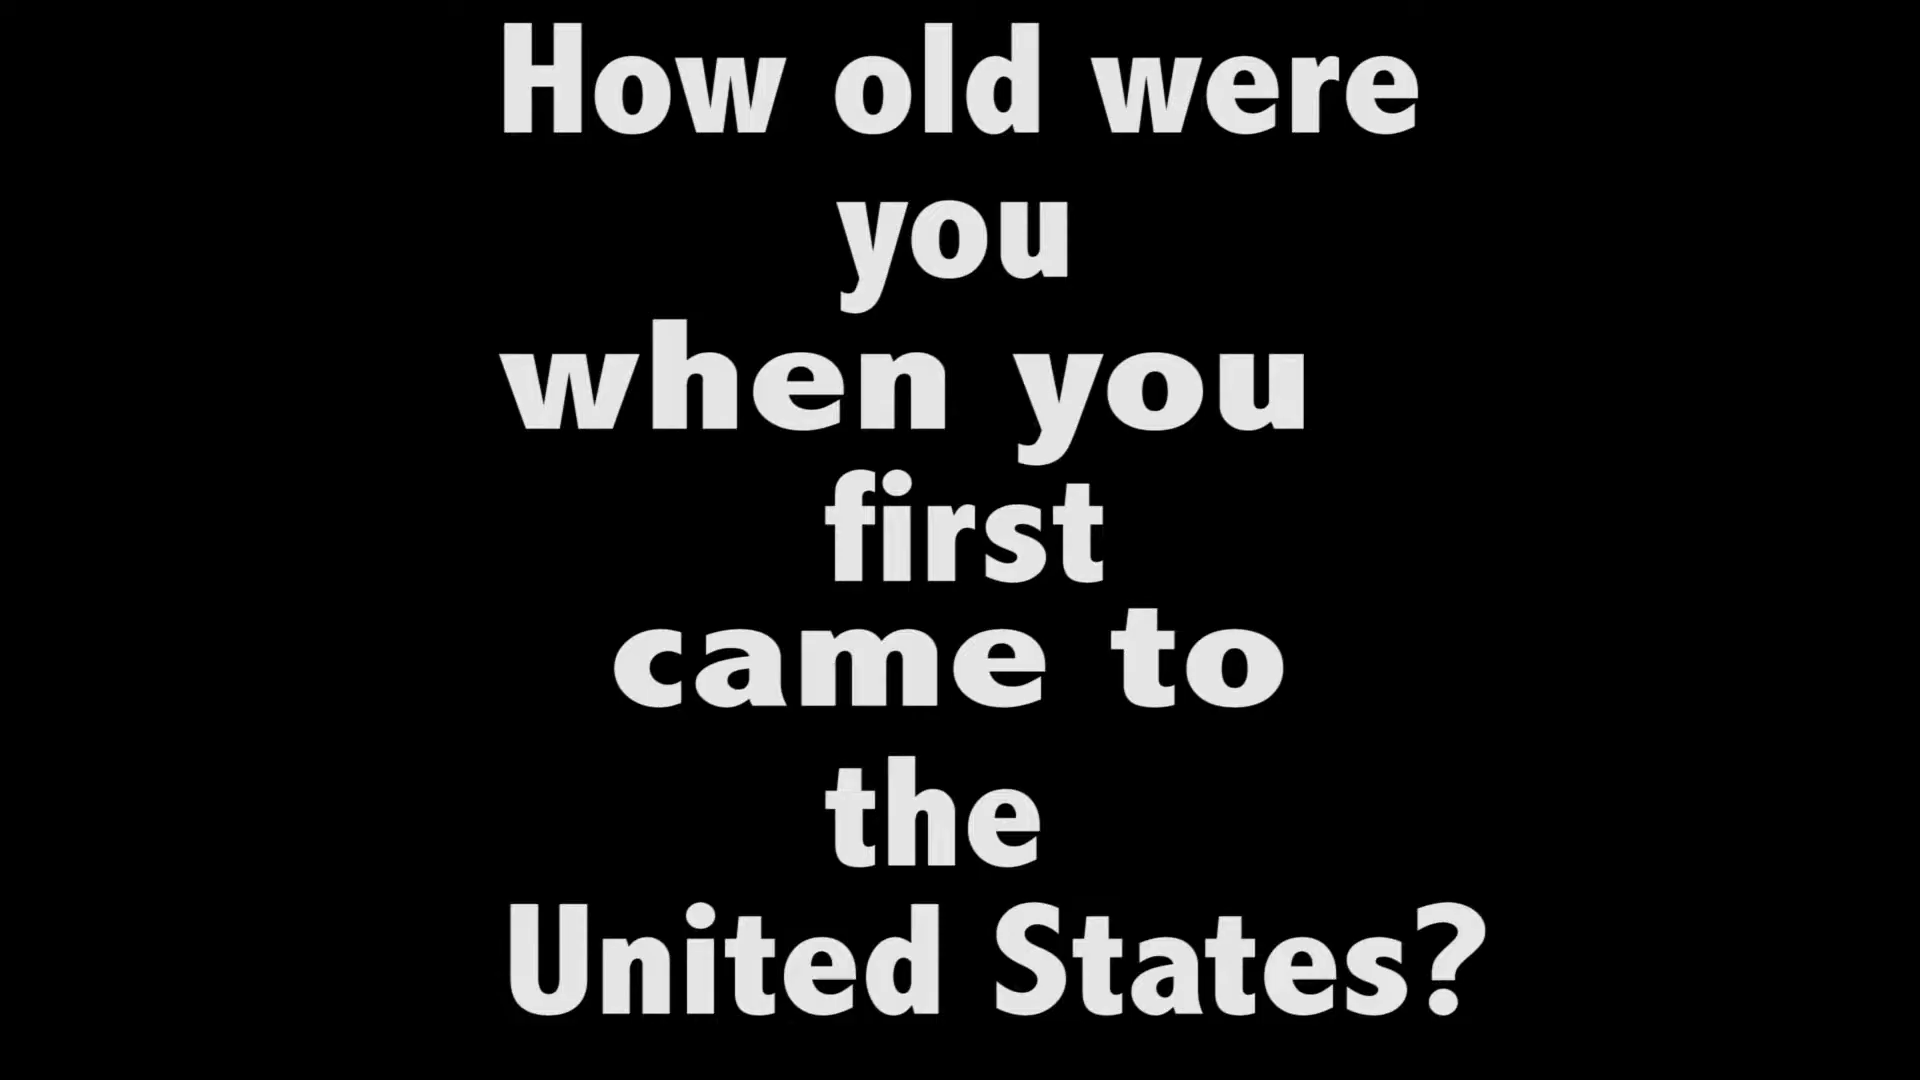 How old were
you
when you
first
came to
the
United States?